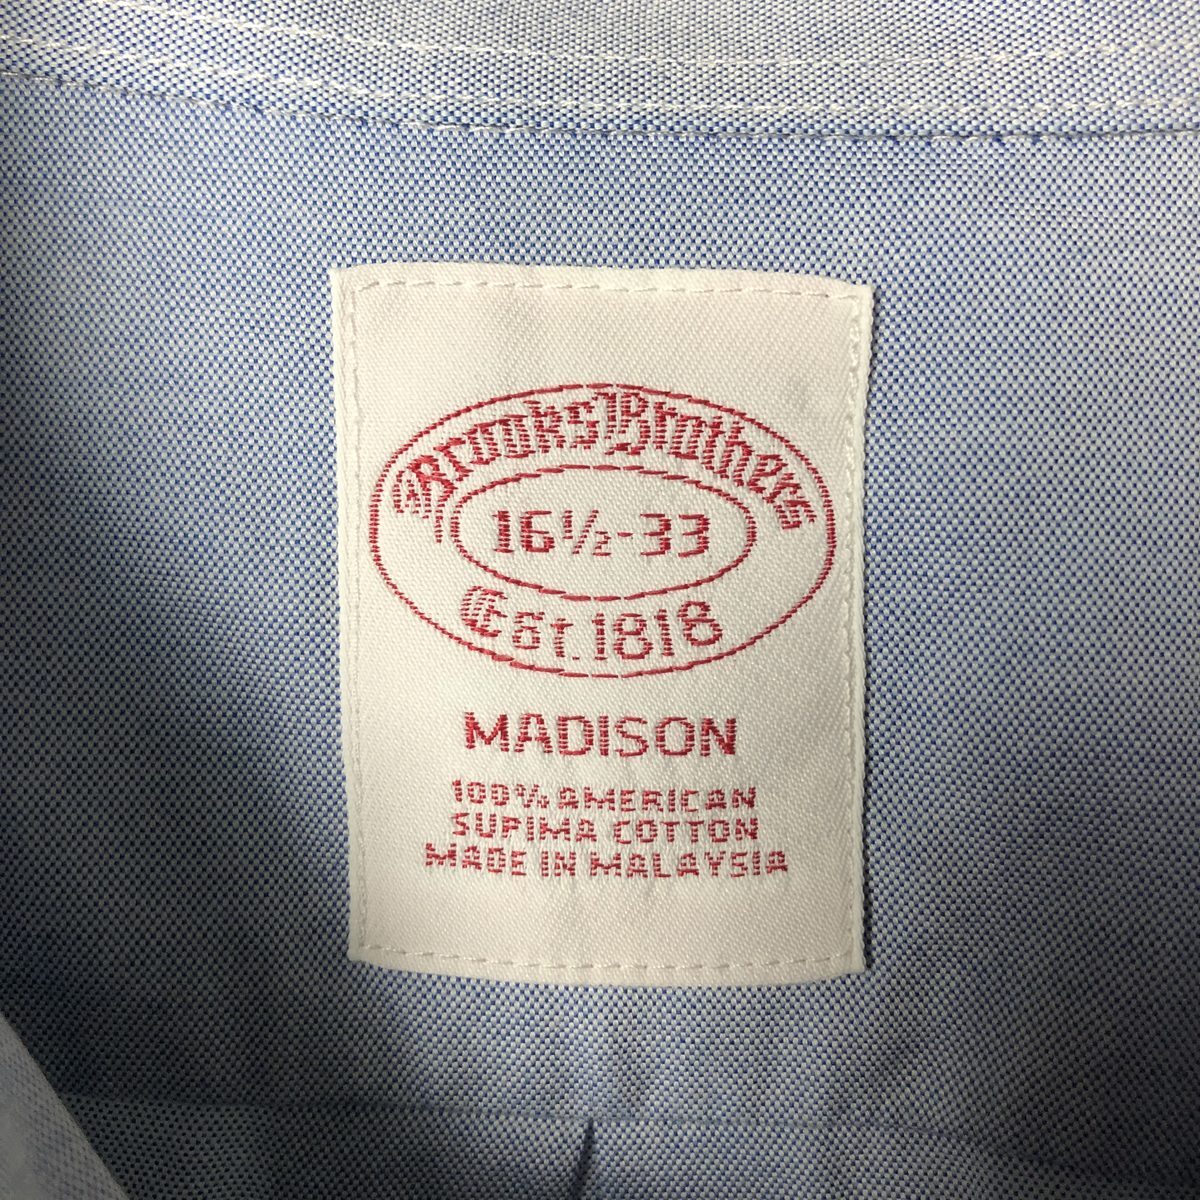 Brooks Brothers
16½-33
Est.1818
MADISON
100% AMERICAN
SUPIMA COTTON
MADE IN MALAYSIA